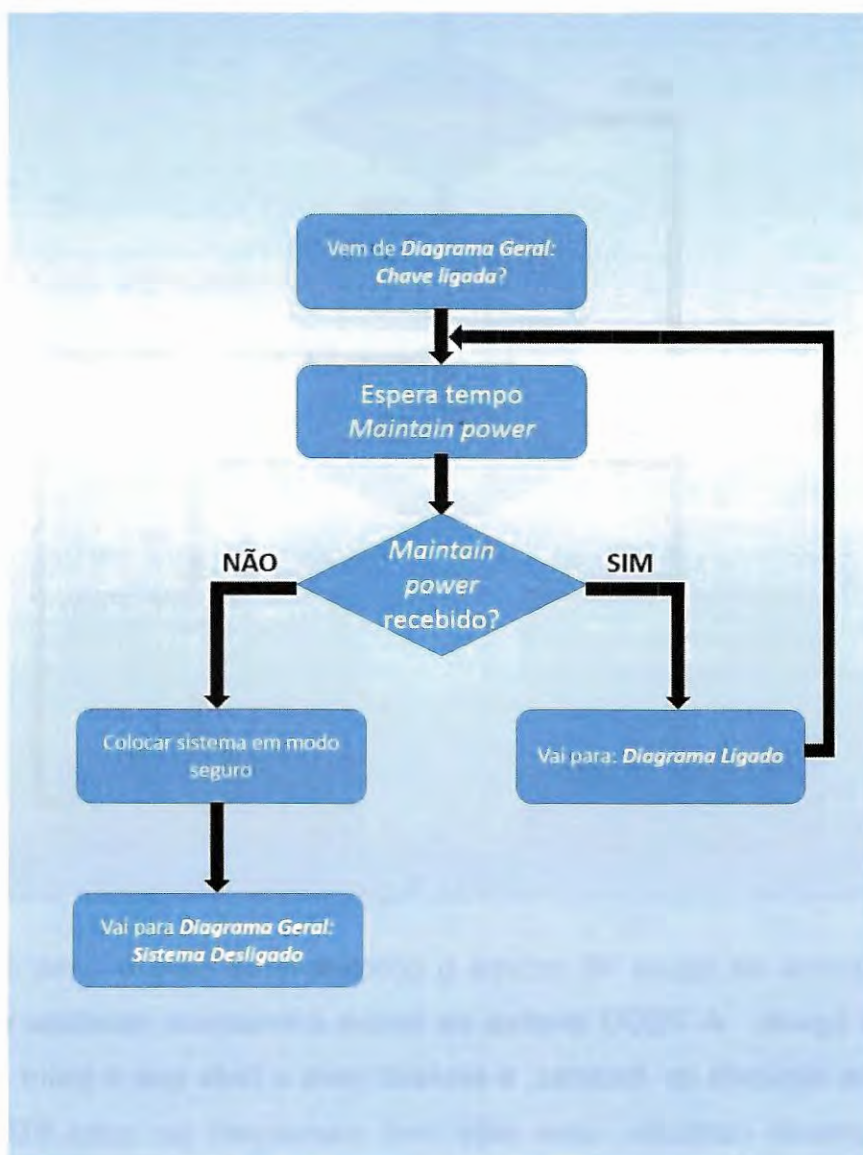 Vem de Diagrama Geral:
Chave ligada?
Espera tempo
Maintain power
Maintain
power
recebido?
NÃO
SIM
Colocar sistema em modo
seguro
Vai para: Diagrama Ligado
Vai para Diagrama Geral:
Sistema Desligado